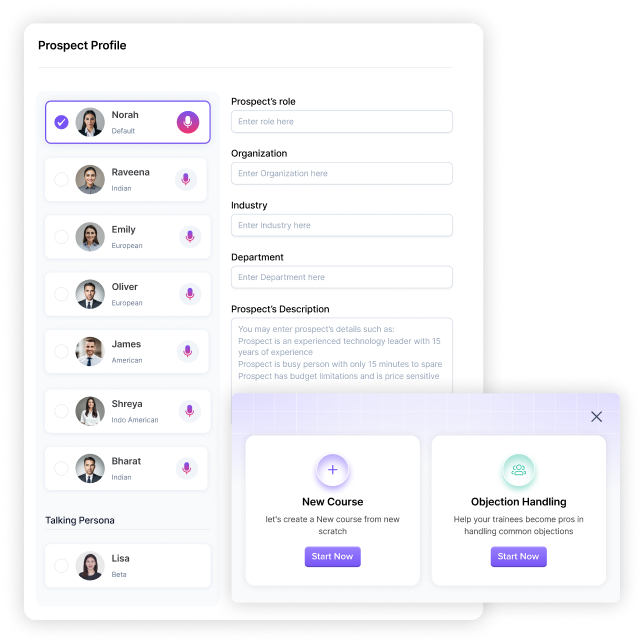 Prospect Profile
Norah
Default
Raveena
Indian
Emily
European
Oliver
European
James
American
Shreya
Indo American
Bharat
Indian
Talking Persona
Lisa
Beta
Prospect's role
Enter role here
Organization
Enter Organization here
Industry
Enter Industry here
Department
Enter Department here
Prospect's Description
You may enter prospect's details such as:
Prospect is an experienced technology leader with 15
years of experience
Prospect is busy person with only 15 minutes to spare
Prospect has budget limitations and is price sensitive
New Course
let's create a New course from new
scratch
Start Now
Objection Handling
Help your trainees become pros in
handling common objections
Start Now